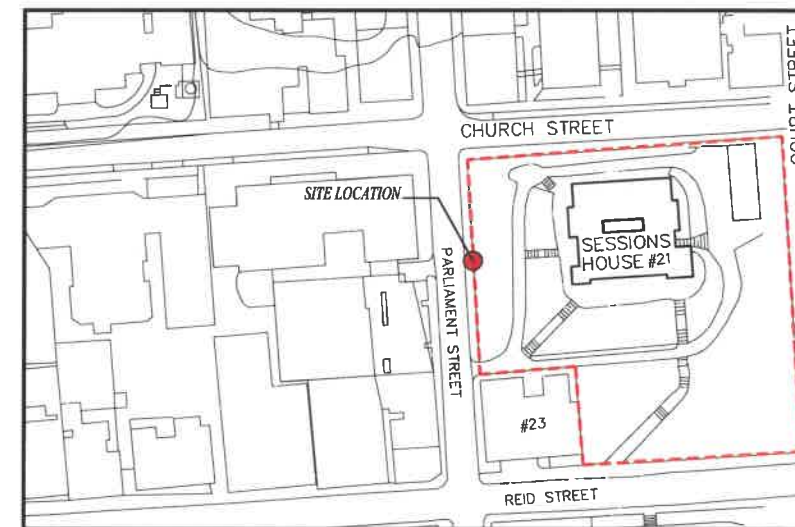 COURT STREET
CHURCH STREET
SITE LOCATION
SESSIONS
HOUSE #21
PARLIAMENT STREET
#23
REID STREET